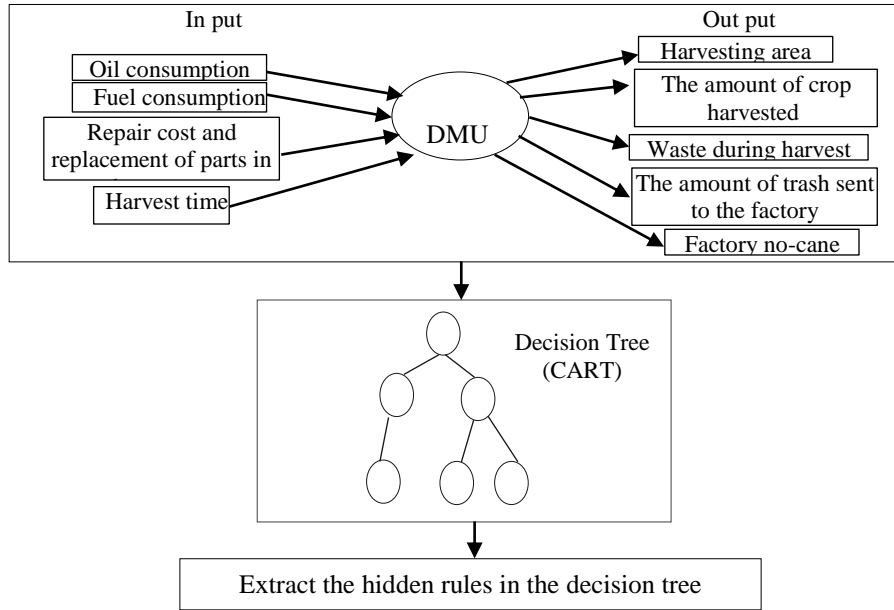 In put
Out put
Oil consumption
Fuel consumption
Repair cost and
replacement of parts in
Harvest time
DMU
Harvesting area
The amount of crop
harvested
Waste during harvest
The amount of trash sent
to the factory
Factory no-cane
Decision Tree
(CART)
Extract the hidden rules in the decision tree